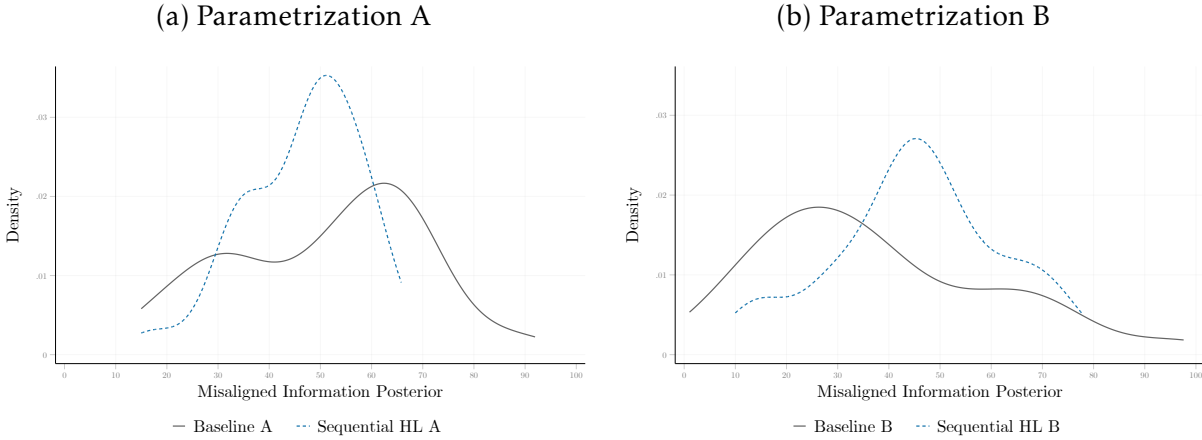 (a) Parametrization A
Density
.03
.02
.01
0
0 10 20 30 40 50 60 70 80 90 100
Misaligned Information Posterior
Baseline A Sequential HL A
(b) Parametrization B
Density
.03
.02
.01
0
0 10 20 30 40 50 60 70 80 90 100
Misaligned Information Posterior
Baseline B Sequential HL B